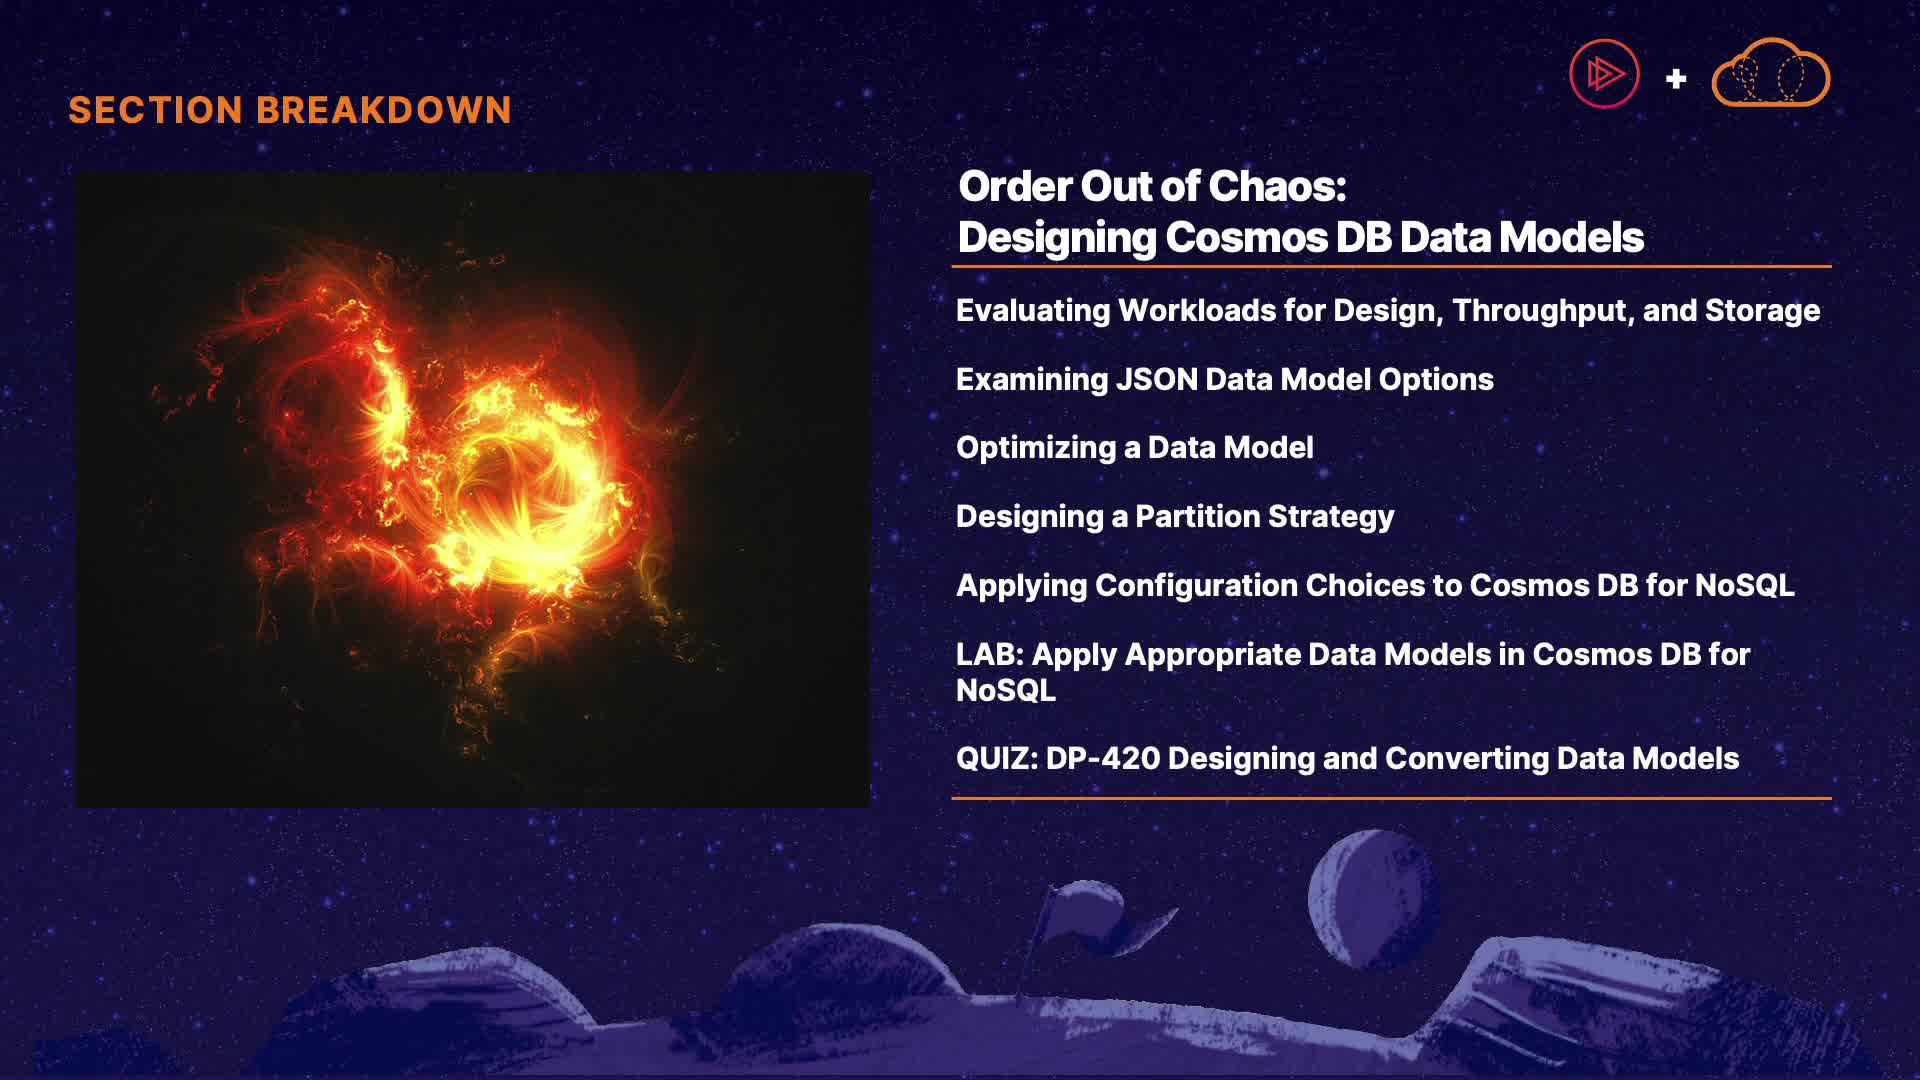 SECTION BREAKDOWN
Order Out of Chaos:
Designing Cosmos DB Data Models
Evaluating Workloads for Design, Throughput, and Storage
Examining JSON Data Model Options
Optimizing a Data Model
Designing a Partition Strategy
Applying Configuration Choices to Cosmos DB for NoSQL
LAB: Apply Appropriate Data Models in Cosmos DB for
NoSQL
QUIZ: DP-420 Designing and Converting Data Models